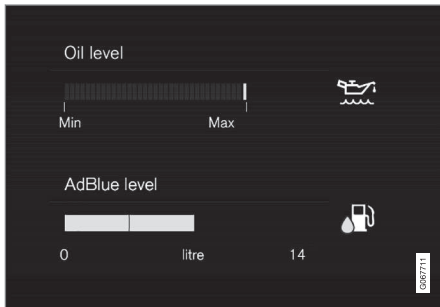 Oil level
Min Max
AdBlue level
0 litre 14
G067711